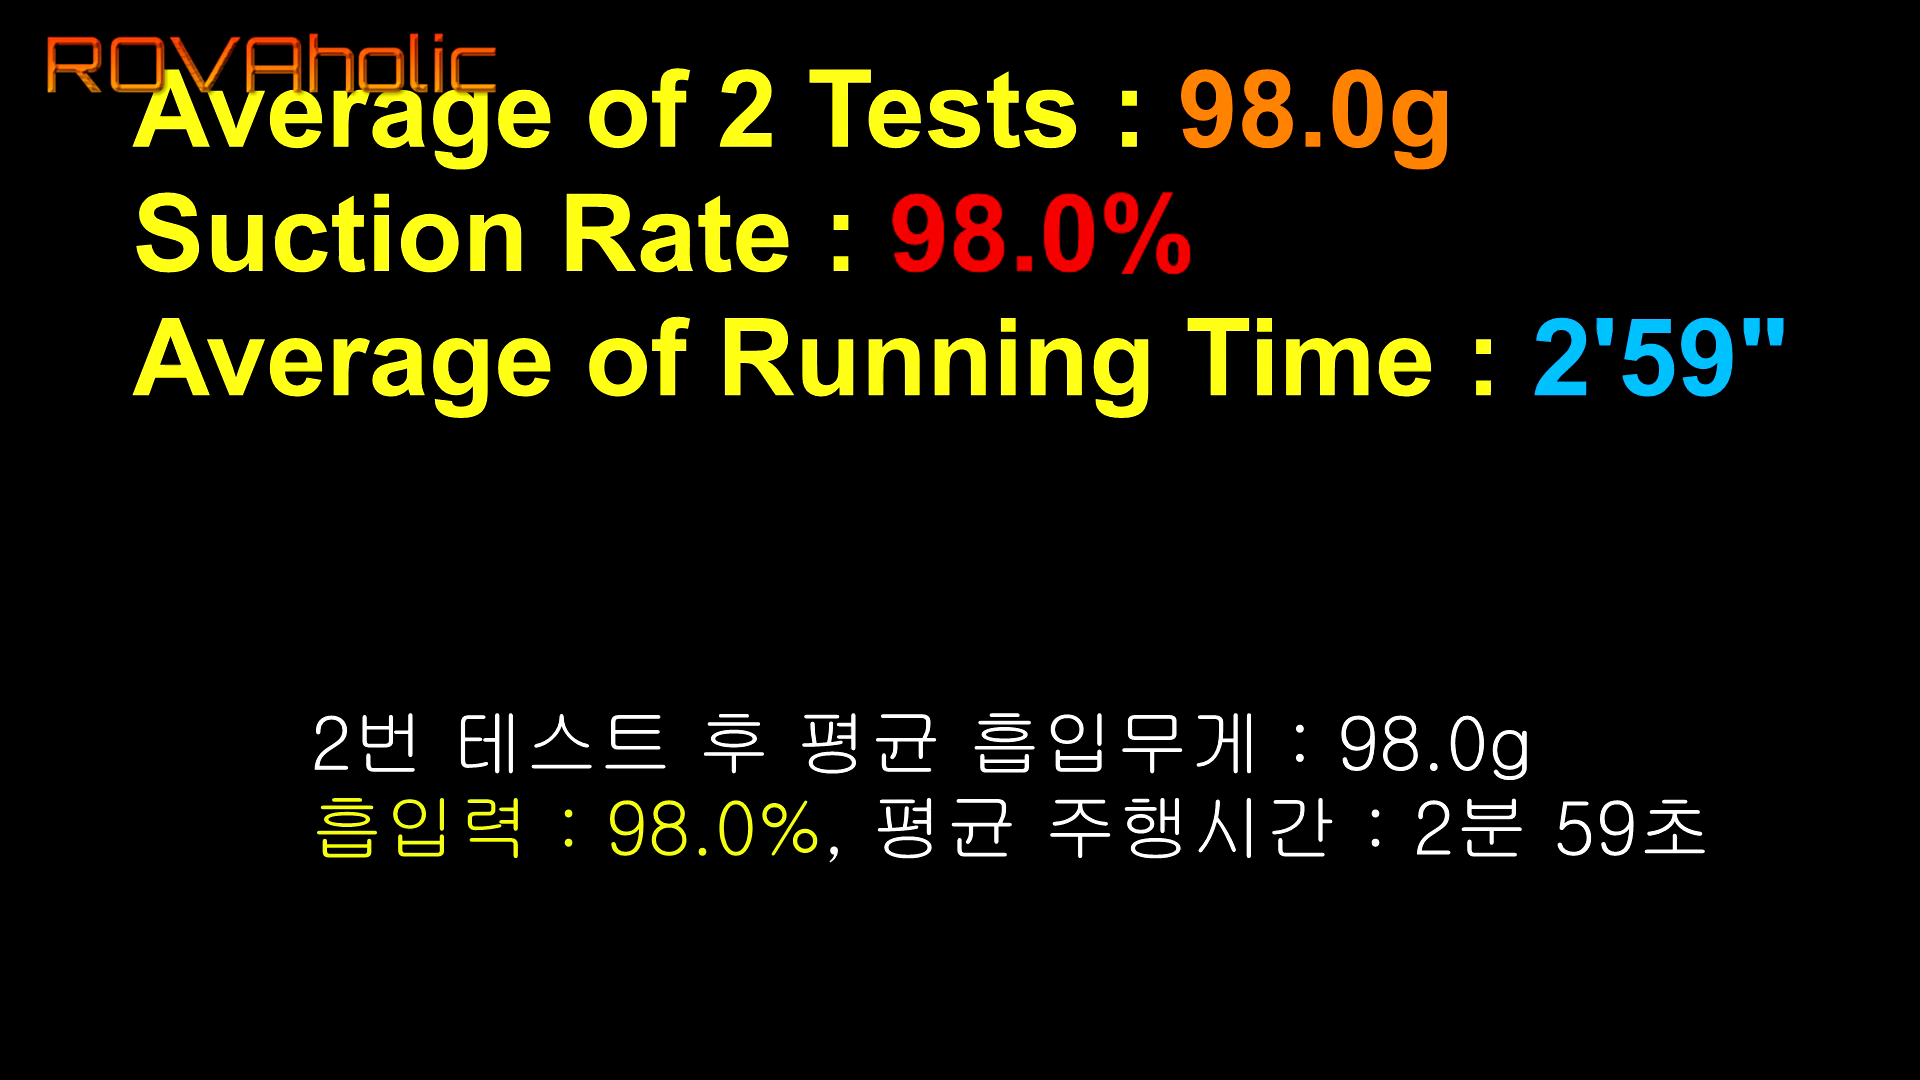 ROVAholic
Average of 2 Tests : 98.0g
Suction Rate : 98.0%
Average of Running Time : 2'59"
2번 테스트 후 평균 흡입무게 : 98.0g
흡입력 : 98.0%, 평균 주행시간 : 2분 59초